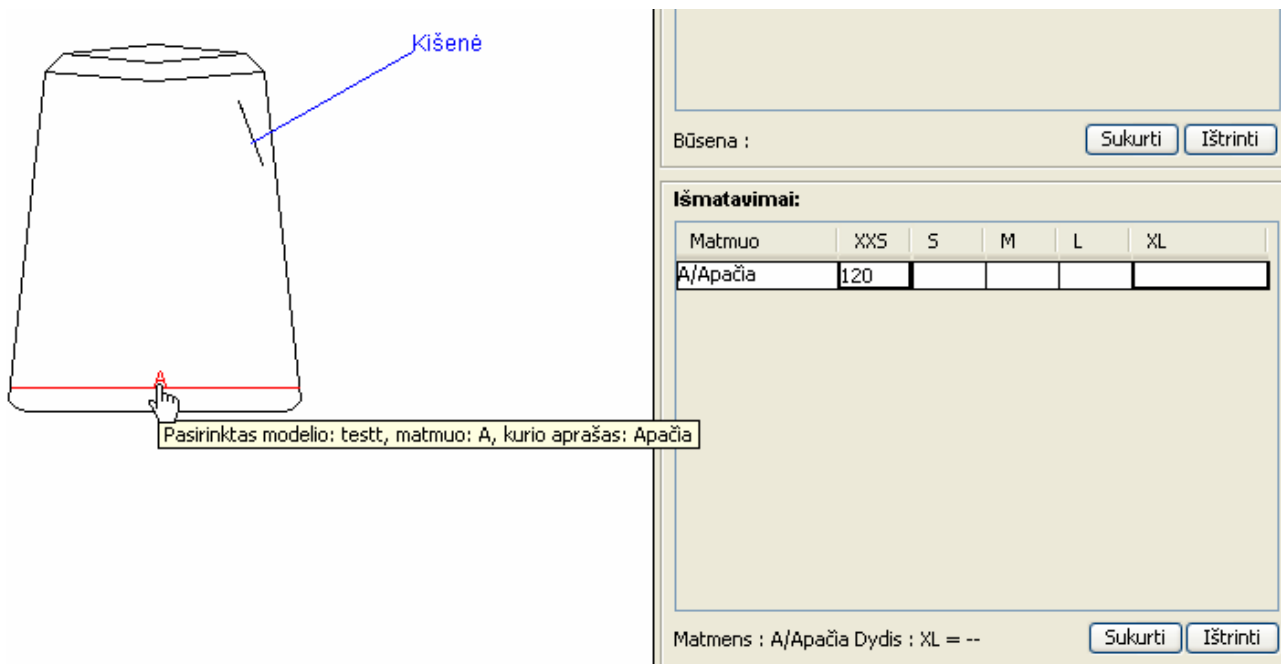 Kišenė
A
Pasirinktas modelio: testt, matmuo: A, kurio aprašas: Apačia
Būsena :
Sukurti
Ištrinti
Išmatavimai:
Matmuo XXS S M L XL
A/Apačia 120
Matmens : A/Apačia Dydis : XL = --
Sukurti
Ištrinti